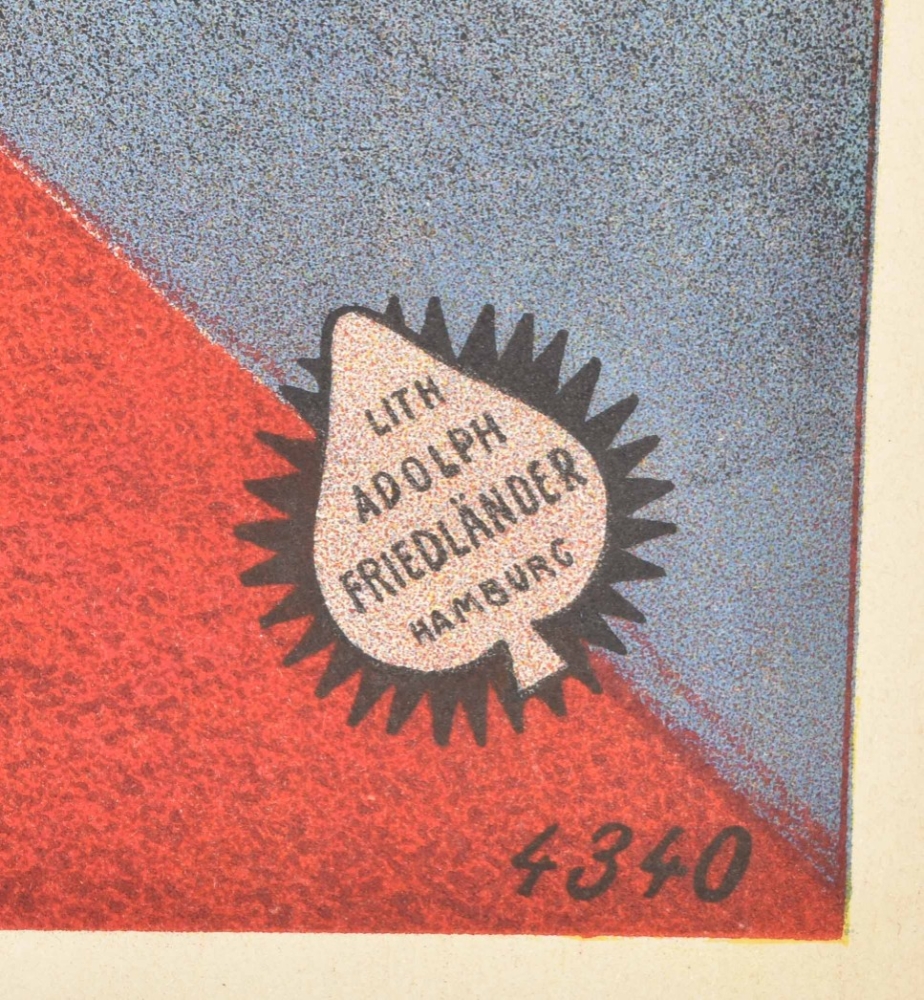 LITH
ADOLPH
FRIEDLÄNDER
HAMBURG
4340